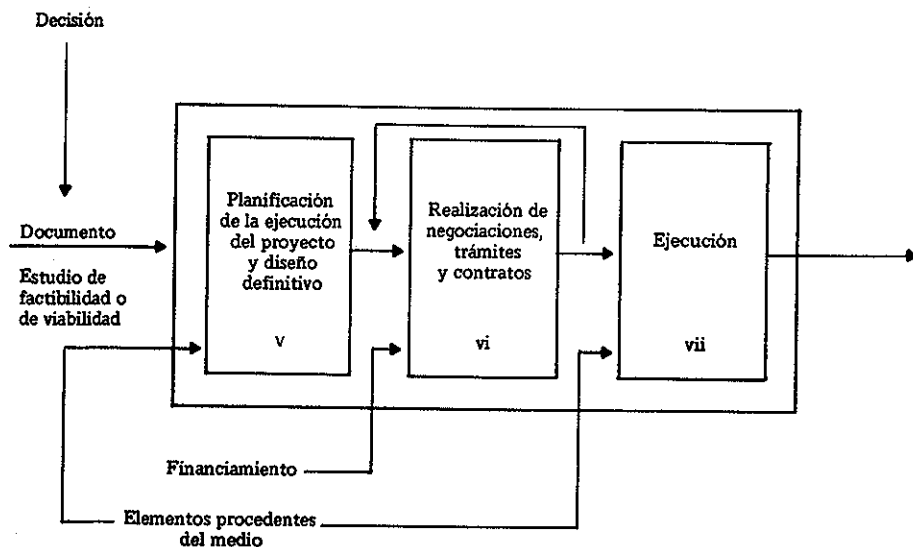 Decisión
Documento
Estudio de
factibilidad o
de viabilidad
Planificación
de la ejecución
del proyecto
y diseño
definitivo
v
Realización de
negociaciones,
trámites
y contratos
vi
Ejecución
vii
Financiamiento
Elementos procedentes
del medio